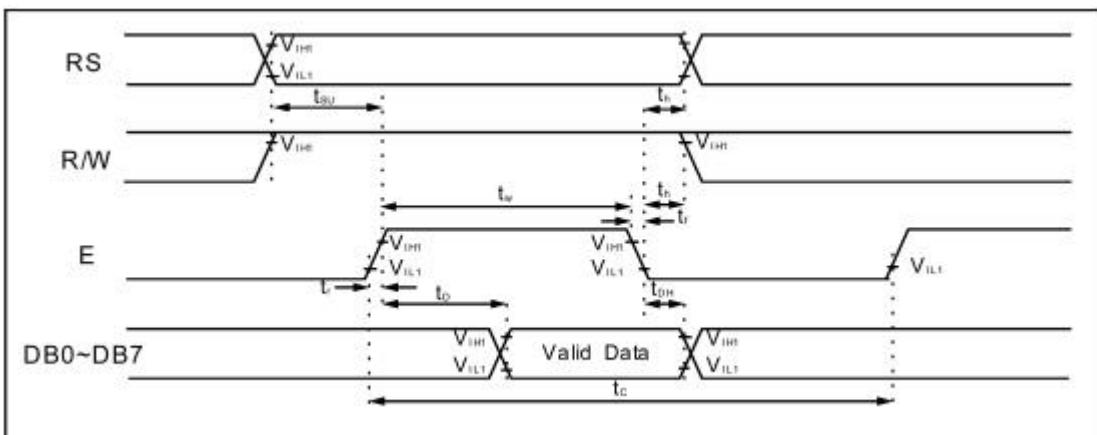 RS
VIH1
VIL1
tSU
th
R/W
VIH1
VIH1
tw
th
tf
E
VIH1
VIL1
VIH1
VIL1
VIL1
tr
tD
tDH
DB0~DB7
VIH1
VIL1
Valid Data
VIH1
VIL1
tC